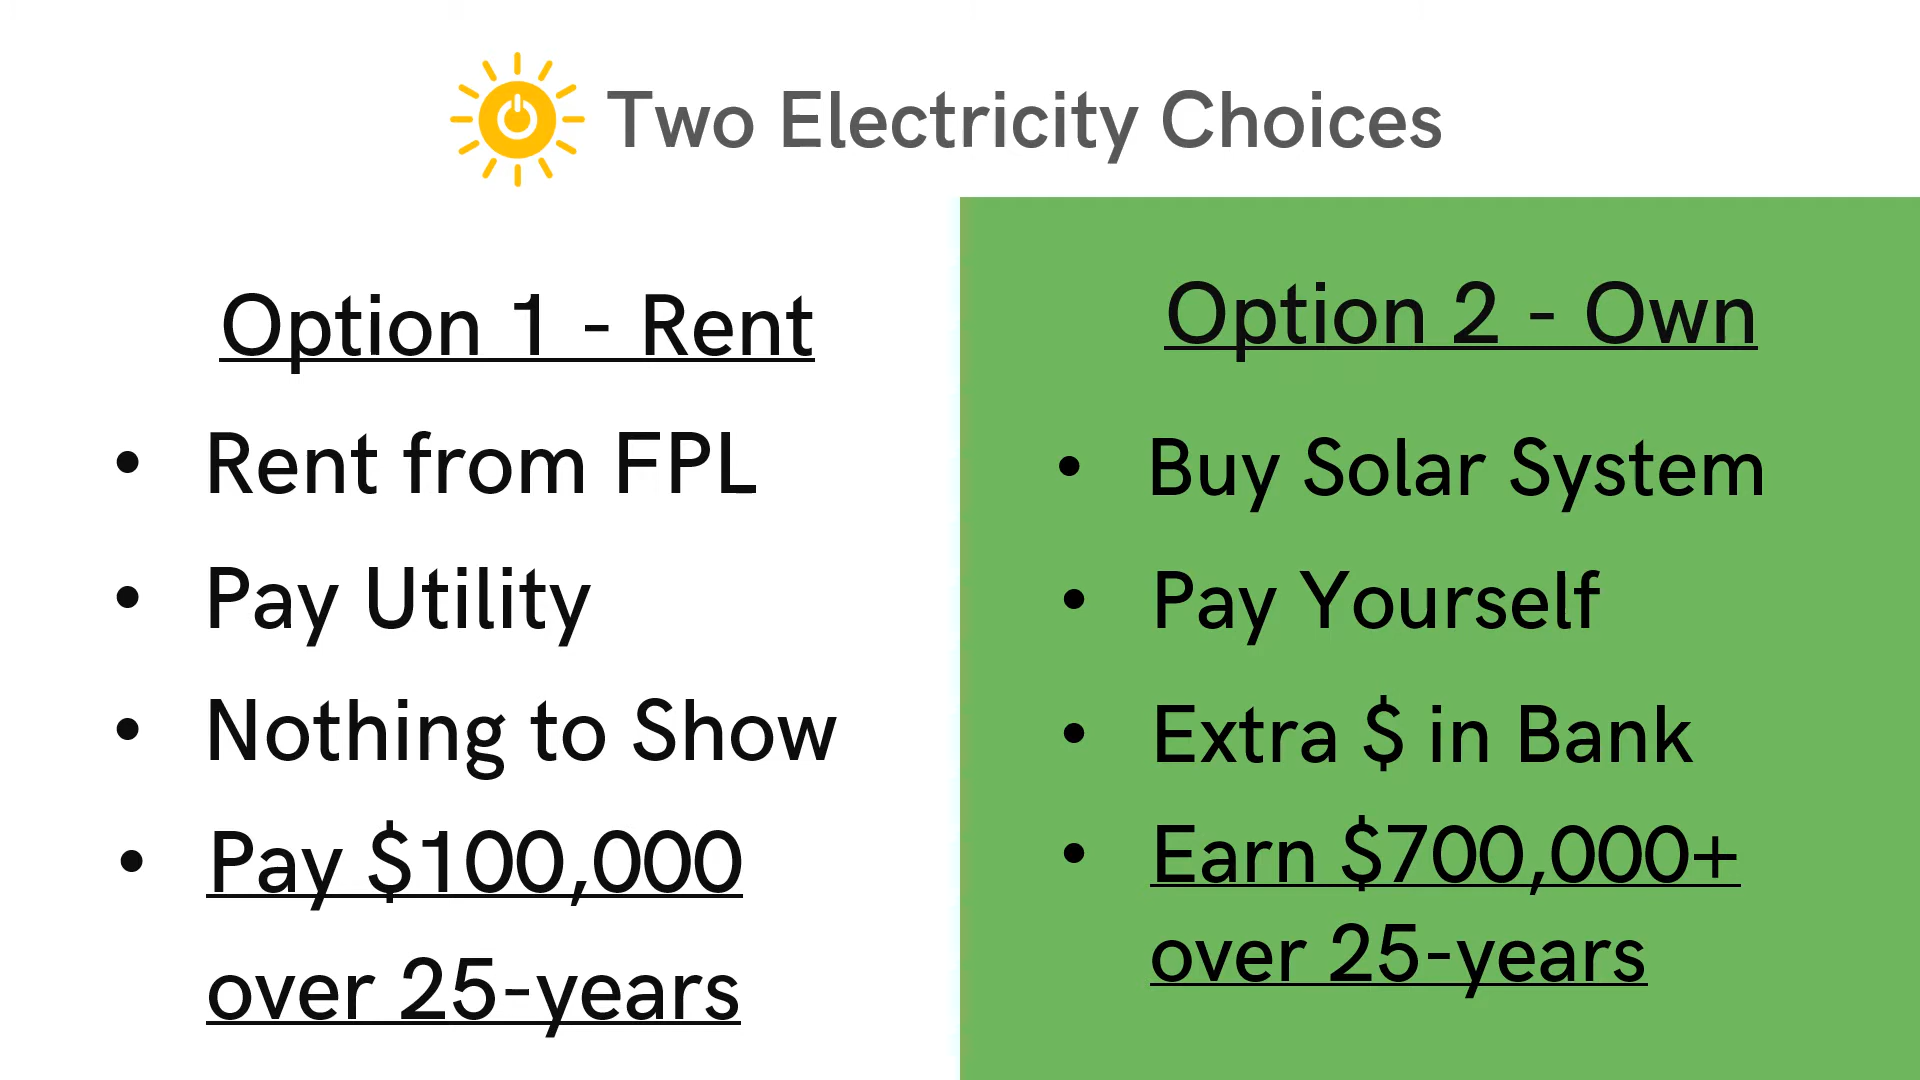 Two Electricity Choices
Option 1 - Rent
• Rent from FPL
• Pay Utility
• Nothing to Show
• Pay $100,000
over 25-years
Option 2 - Own
• Buy Solar System
• Pay Yourself
• Extra $ in Bank
• Earn $700,000+
over 25-years